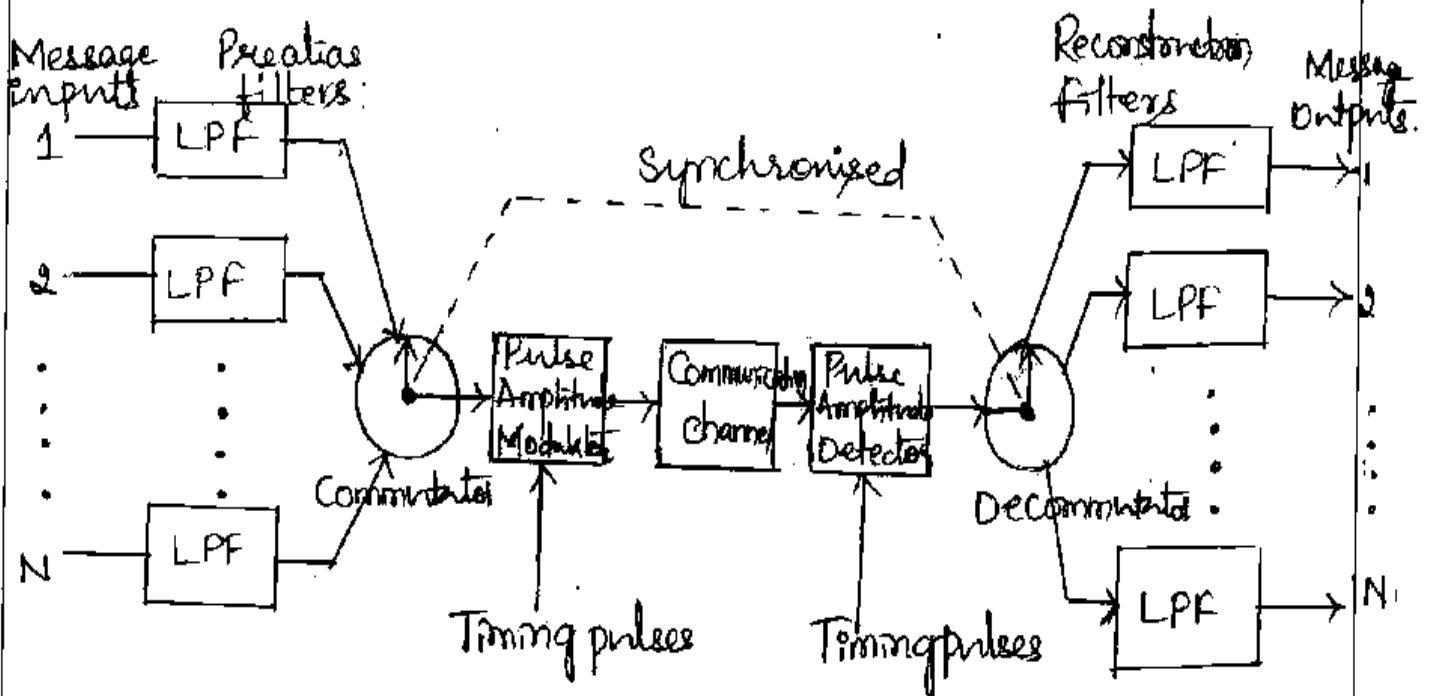 Message
inputs
Prealias
filters
Reconstruction
filters
Message
Outputs.
1
LPF
Synchronised
LPF
1
2
LPF
LPF
2
Pulse
Amplitude
Modulator
Communication
channel
Pulse
Amplitude
Detector
Commutator
Decommutator
N
LPF
LPF
N
Timing pulses
Timing pulses